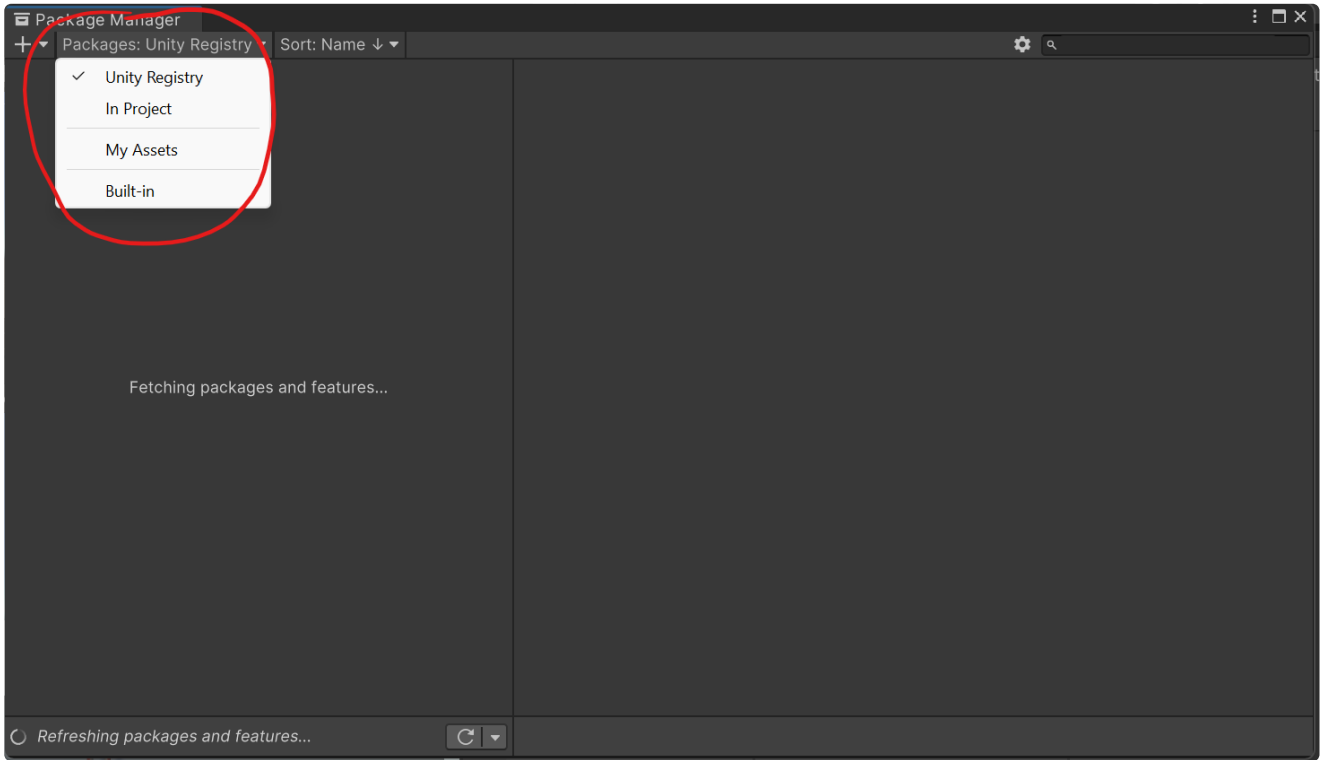 Package Manager
Packages: Unity Registry Sort: Name
Unity Registry
In Project
My Assets
Built-in
Fetching packages and features...
Refreshing packages and features...